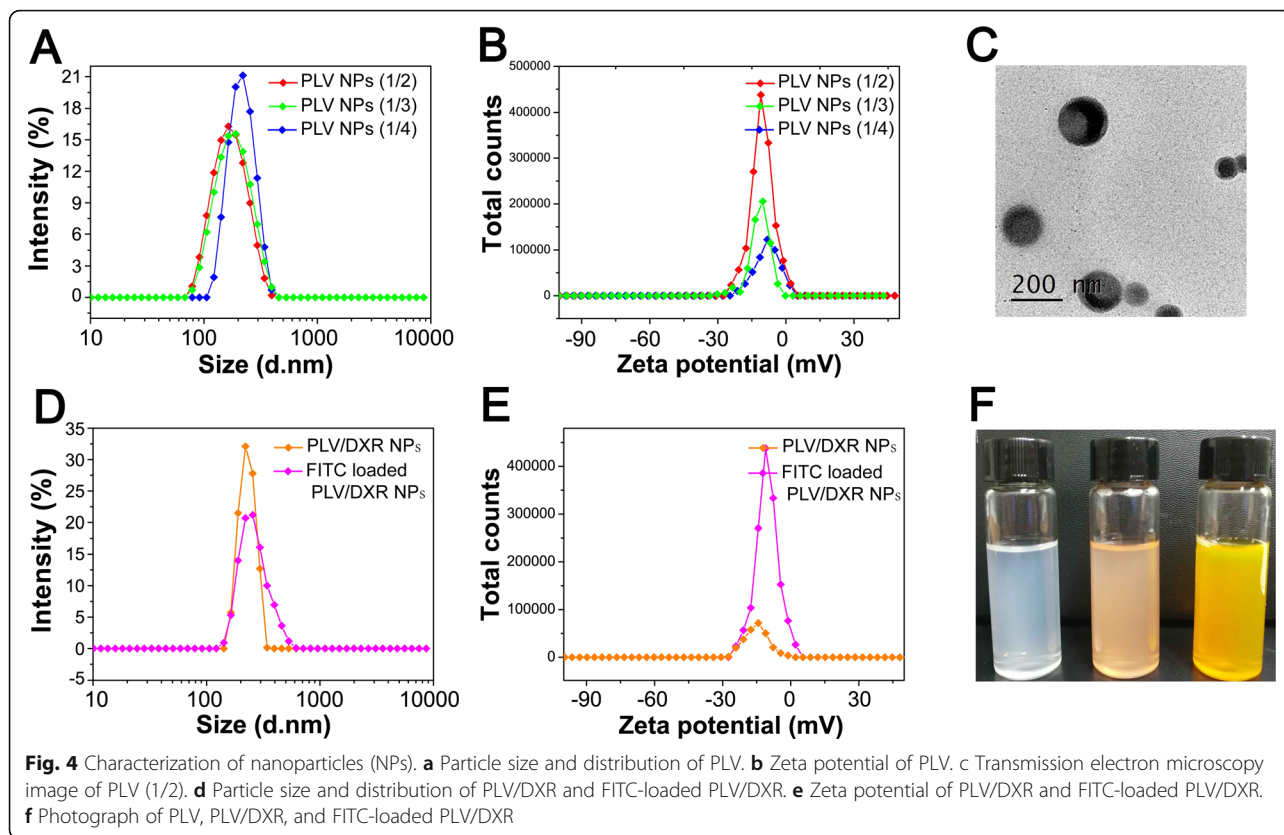 A
Intensity (%)
21
18
15
12
9
6
3
0
PLV NPs (1/2)
PLV NPs (1/3)
PLV NPs (1/4)
10 100 1000 10000
Size (d.nm)
B
Total counts
500000
400000
300000
200000
100000
0
PLV NPs (1/2)
PLV NPs (1/3)
PLV NPs (1/4)
-90 -60 -30 0 30
Zeta potential (mV)
C
200 nm
D
Intensity (%)
35
30
25
20
15
10
5
0
-5
PLV/DXR NPs
FITC loaded
PLV/DXR NPs
10 100 1000 10000
Size (d.nm)
E
Total counts
400000
300000
200000
100000
0
PLV/DXR NPs
FITC loaded
PLV/DXR NPs
-90 -60 -30 0 30
Zeta potential (mV)
F
Fig. 4 Characterization of nanoparticles (NPs). a Particle size and distribution of PLV. b Zeta potential of PLV. c Transmission electron microscopy
image of PLV (1/2). d Particle size and distribution of PLV/DXR and FITC-loaded PLV/DXR. e Zeta potential of PLV/DXR and FITC-loaded PLV/DXR.
f Photograph of PLV, PLV/DXR, and FITC-loaded PLV/DXR